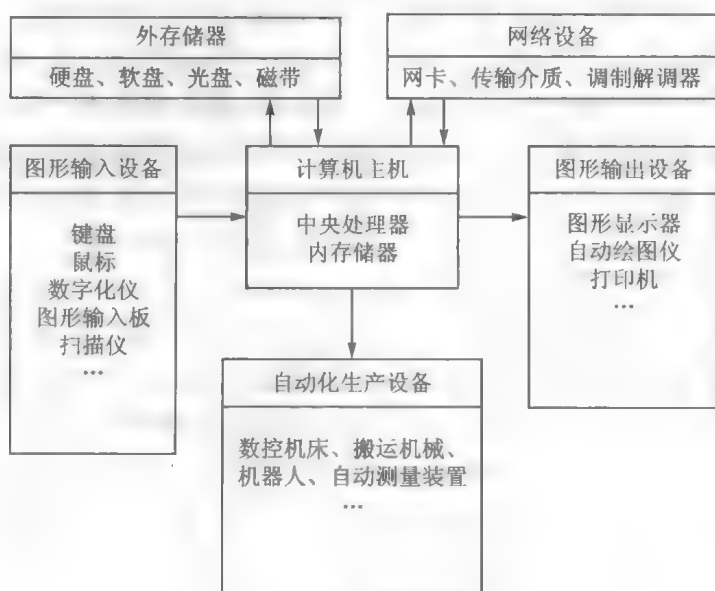 外存储器
硬盘、软盘、光盘、磁带
网络设备
网卡、传输介质、调制解调器
图形输入设备
键盘
鼠标
数字化仪
图形输入板
扫描仪
…
计算机主机
中央处理器
内存储器
图形输出设备
图形显示器
自动绘图仪
打印机
…
自动化生产设备
数控机床、搬运机械、
机器人、自动测量装置
…